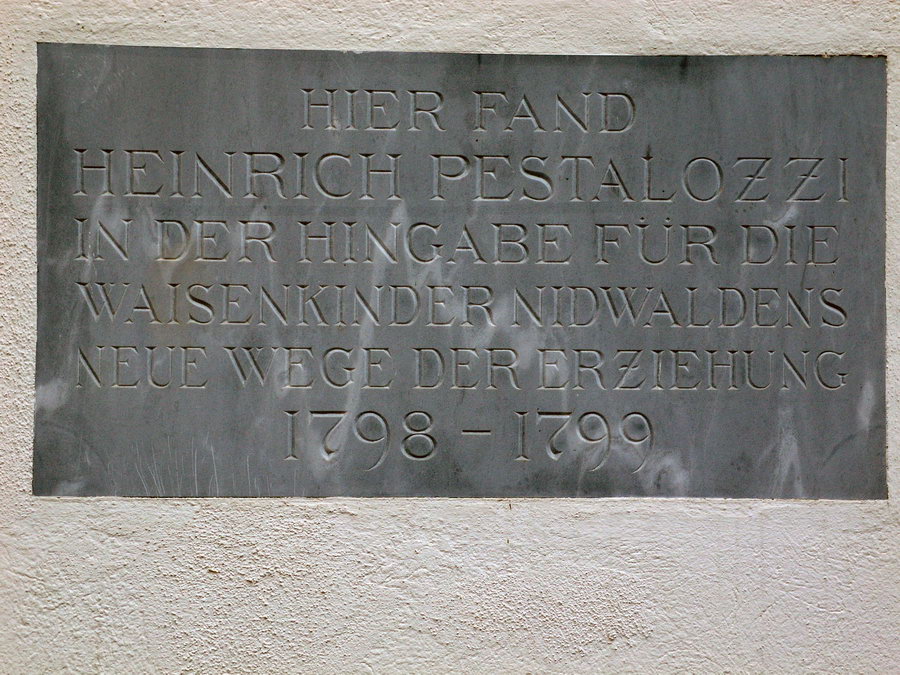 HIER FAND
HEINRICH PESTALOZZI
IN DER HINGABE FÜR DIE
WAISENKINDER NIDWALDENS
NEUE WEGE DER ERZIEHUNG
1798 – 1799